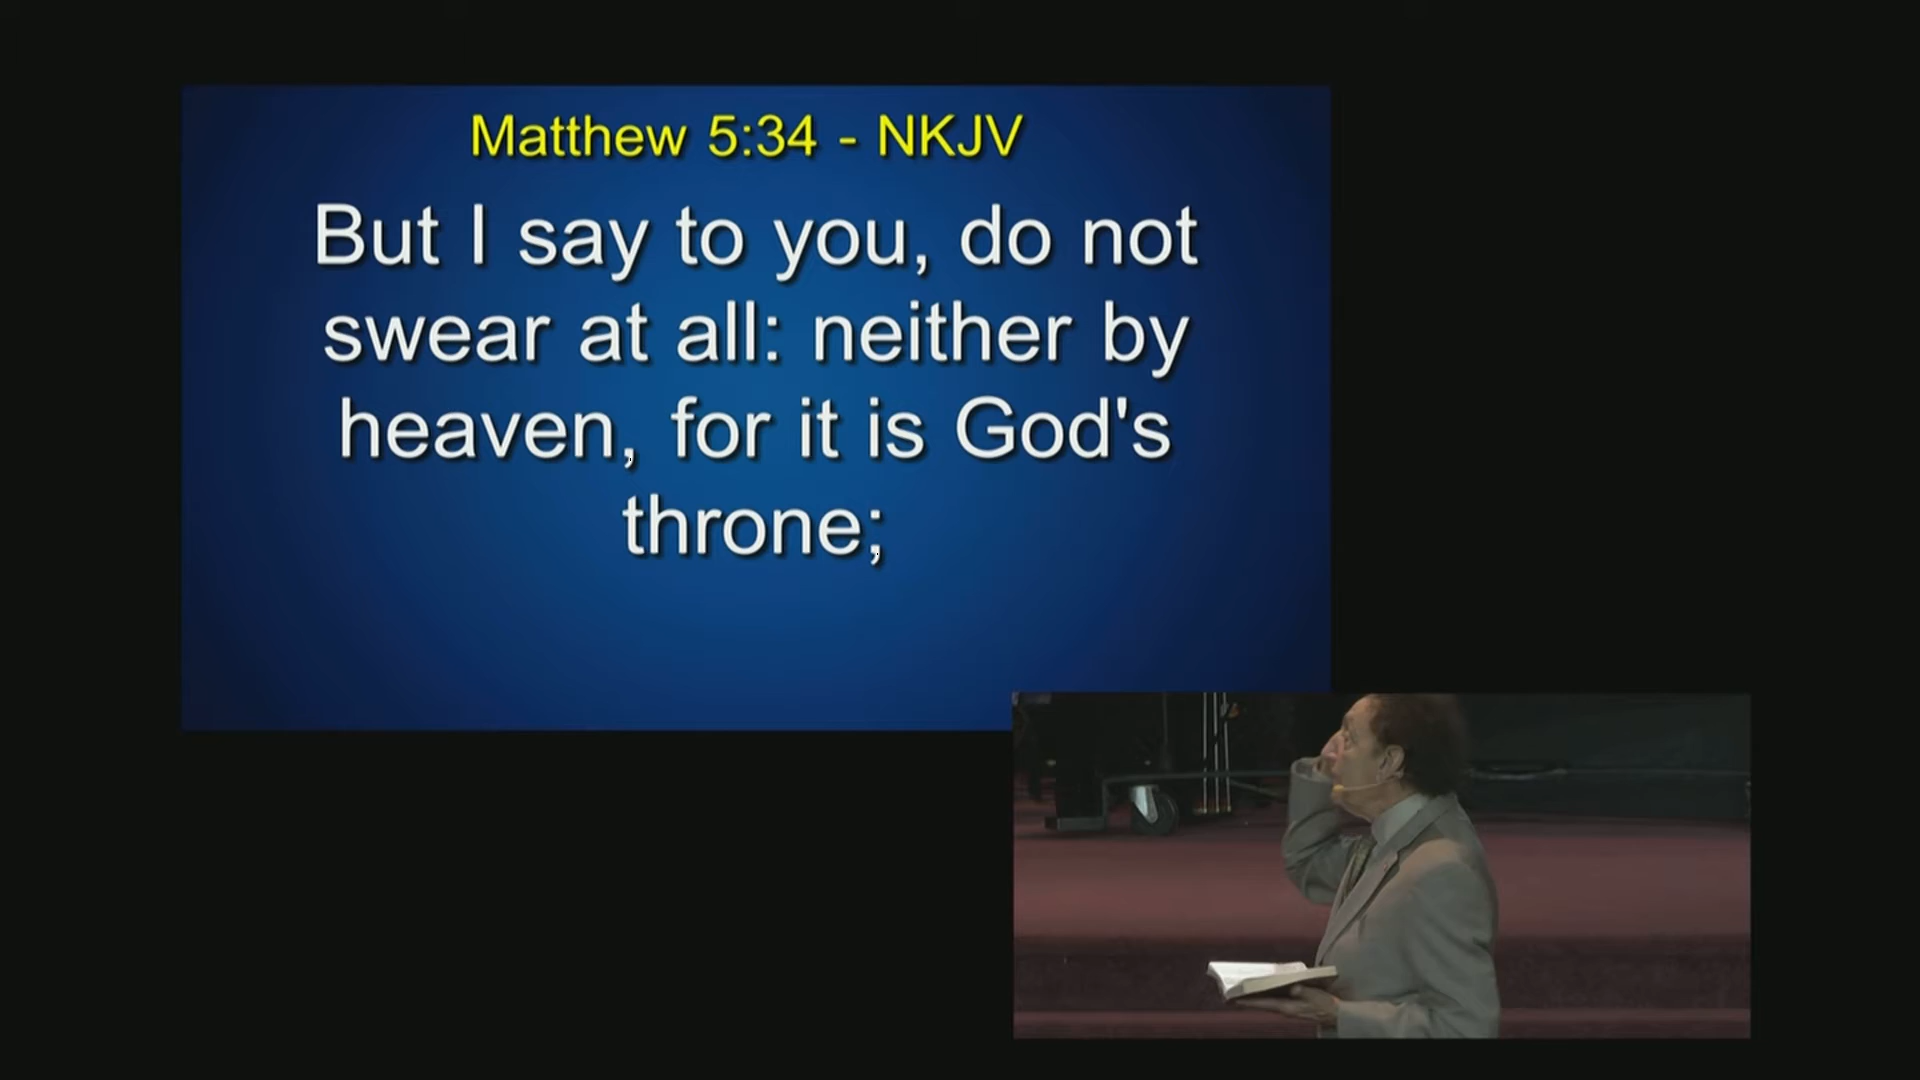 Matthew 5:34 - NKJV
But I say to you, do not
swear at all: neither by
heaven, for it is God's
throne;